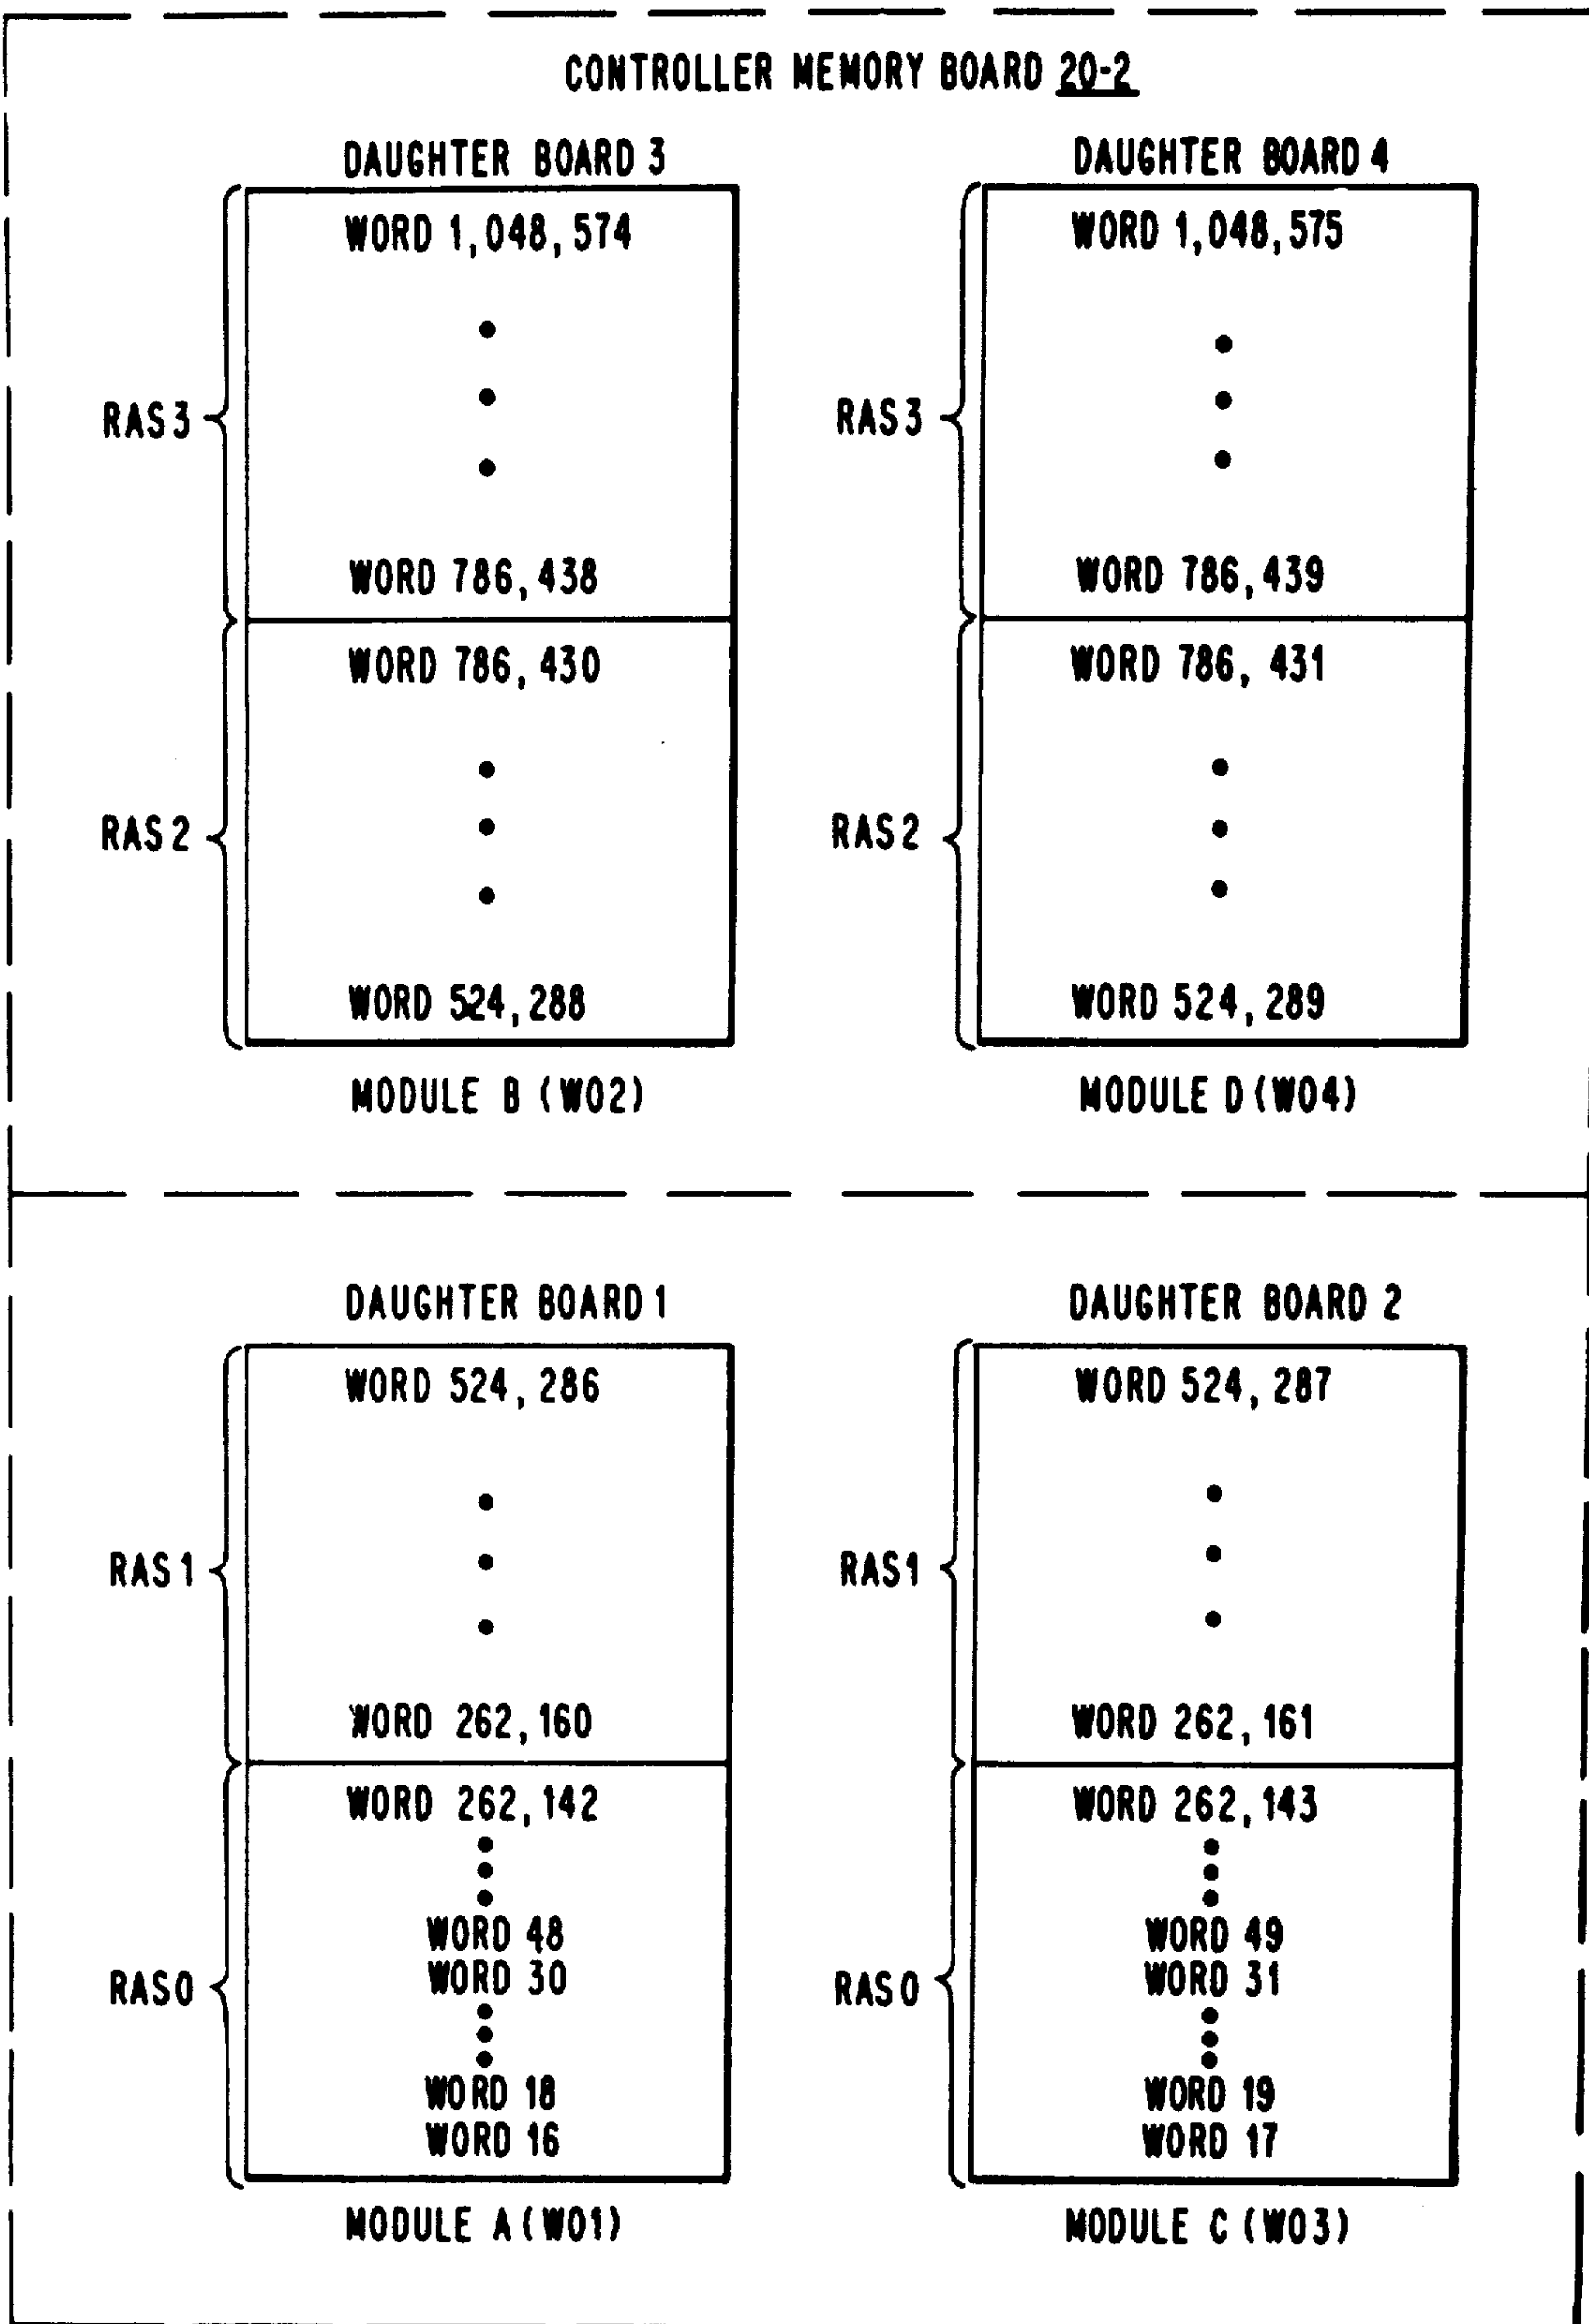 CONTROLLER MEMORY BOARD 20-2
DAUGHTER BOARD 3
WORD 1,048,574
RAS3
WORD 786,438
WORD 786,430
RAS2
WORD 524,288
MODULE B (W02)
DAUGHTER BOARD 4
WORD 1,048,575
RAS3
WORD 786,439
WORD 786,431
RAS2
WORD 524,289
MODULE D (W04)
DAUGHTER BOARD 1
WORD 524,286
RAS1
WORD 262,160
WORD 262,142
WORD 48
WORD 30
RAS0
WORD 18
WORD 16
MODULE A (W01)
DAUGHTER BOARD 2
WORD 524,287
RAS1
WORD 262,161
WORD 262,143
WORD 49
WORD 31
RAS0
WORD 19
WORD 17
MODULE C (W03)